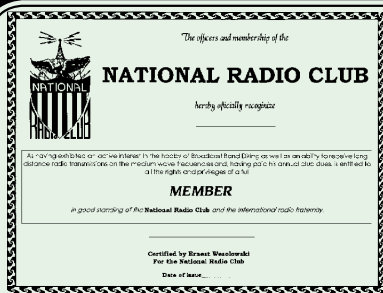 The officers and membership of the
NATIONAL RADIO CLUB
NATIONAL
RADIO CLUB
hereby officially recognize
As having exhibited an active interest in the hobby of Broadcast Band DXing as well as an ability to receive long
distance radio transmissions on the medium wave frequencies and, having paid his annual club dues, is entitled to
all the rights and privileges of a full
MEMBER
in good standing of the National Radio Club and the international radio fraternity.
Certified by Ernest Wesolowski
For the National Radio Club
Date of issue